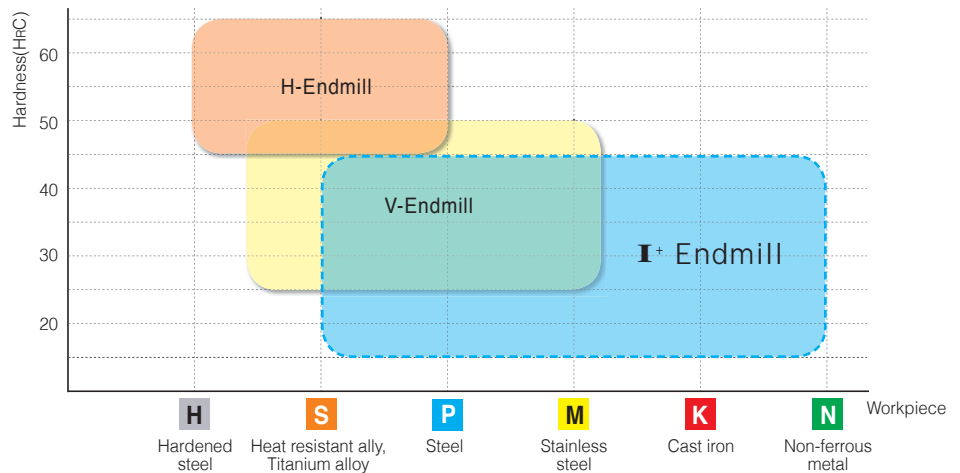 Hardness(HRC)
60
50
40
30
20
H-Endmill
V-Endmill
I+ Endmill
H
S
P
M
K
N
Workpiece
Hardened
steel
Heat resistant ally,
Titanium alloy
Steel
Stainless
steel
Cast iron
Non-ferrous
metal